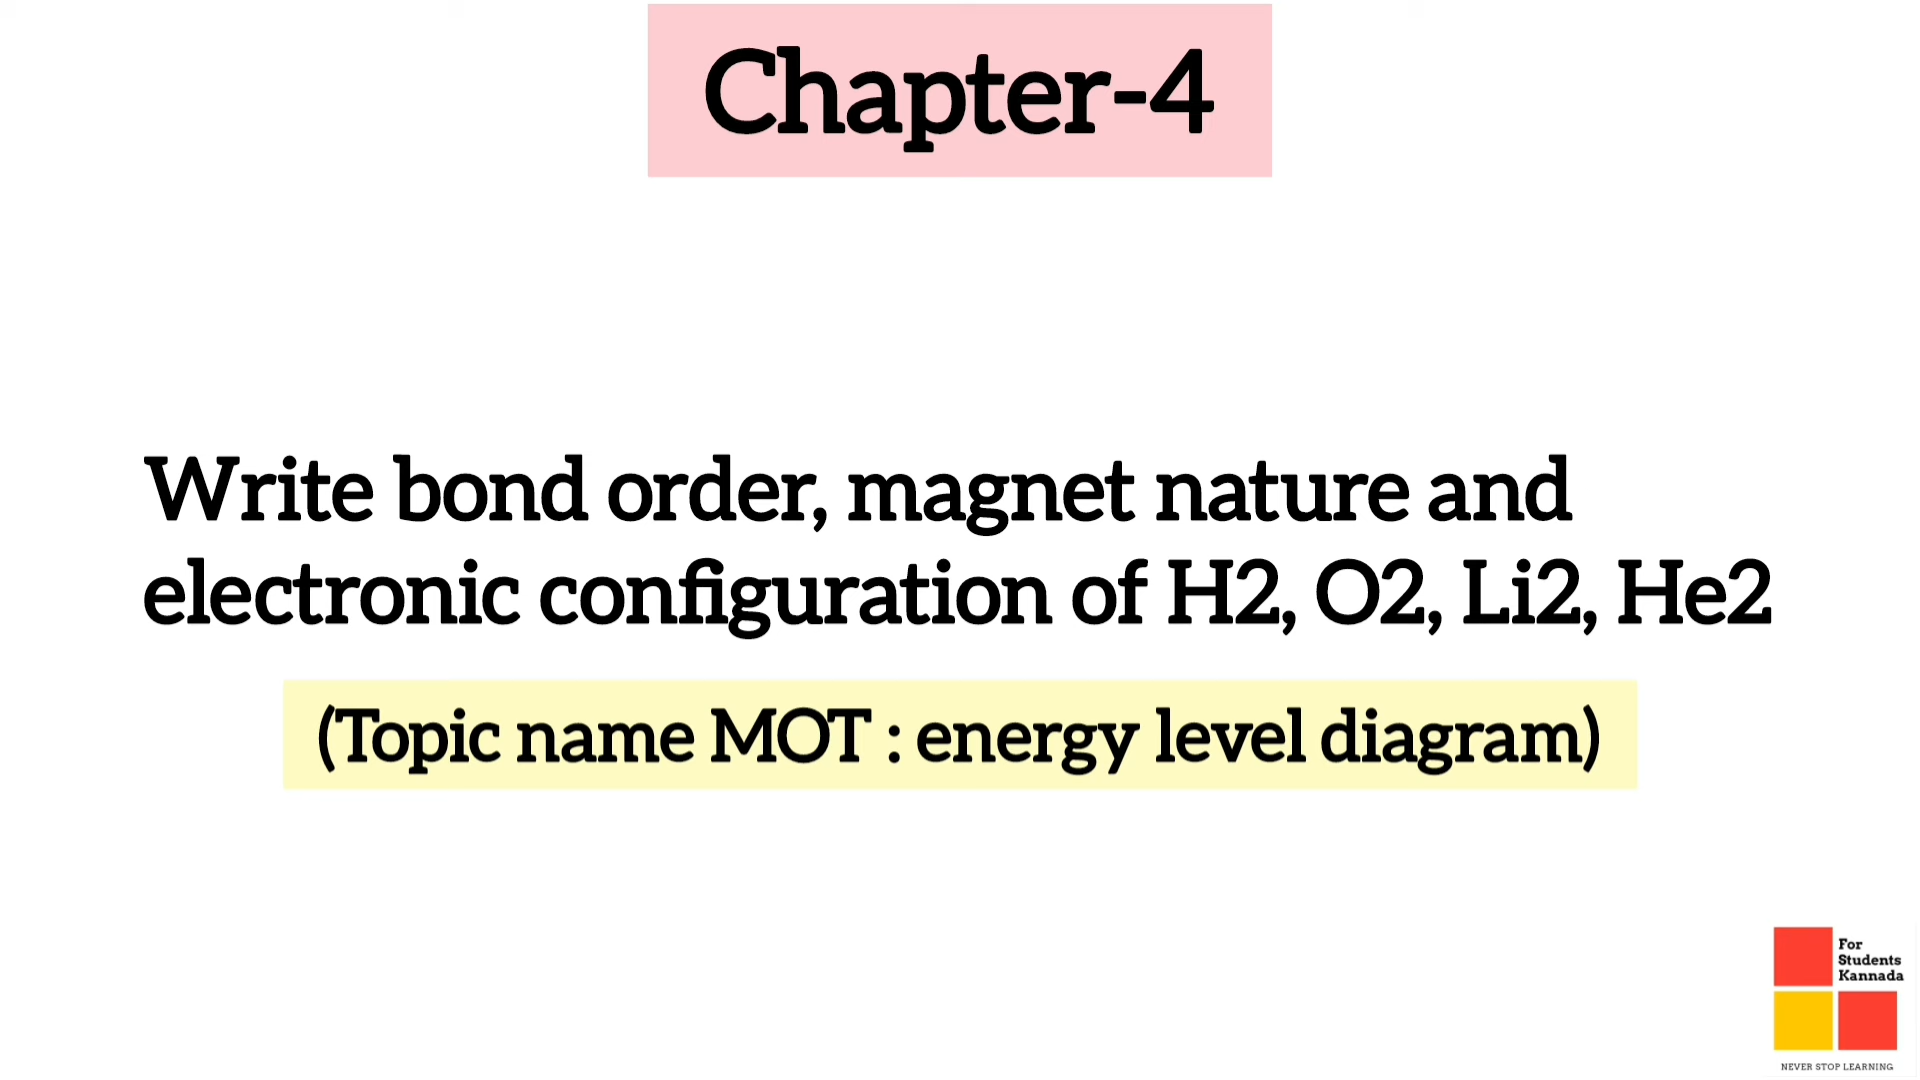 Chapter-4
Write bond order, magnet nature and
electronic configuration of H2, O2, Li2, He2
(Topic name MOT : energy level diagram)
For
Students
Kannada
NEVER STOP LEARNING